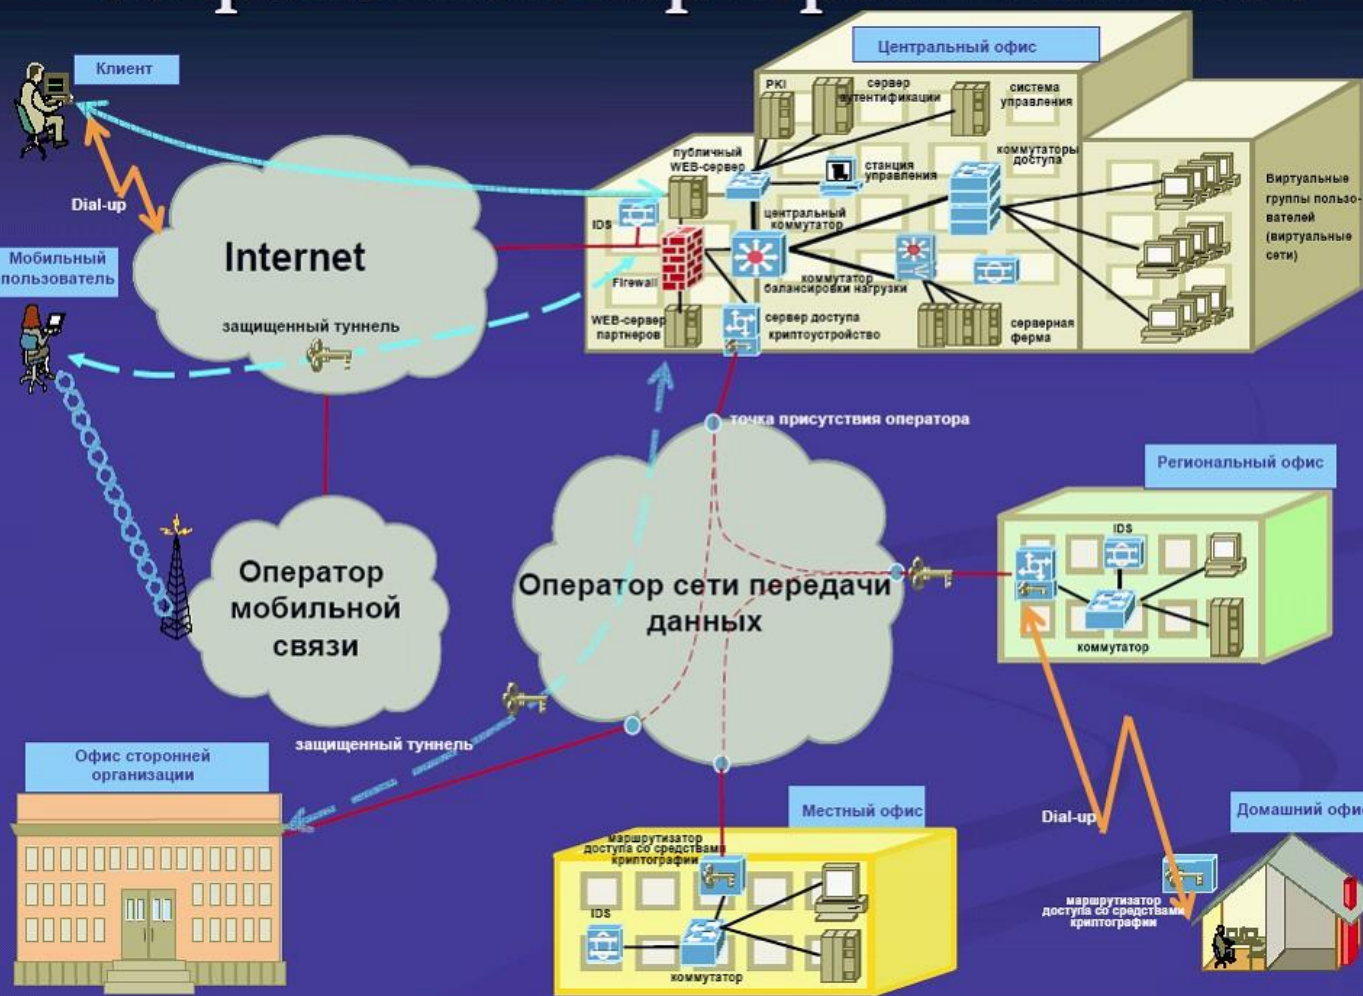 Центральный офис
Клиент
PKI
сервер
аутентификации
система
управления
публичный
WEB-сервер
станция
управления
коммутаторы
доступа
Виртуальные
группы пользо-
вателей
(виртуальные
сети)
Dial-up
IDS
центральный
коммутатор
Internet
Мобильный
пользователь
Firewall
коммутатор
балансировки нагрузки
защищенный туннель
WEB-сервер
партнеров
сервер доступа
криптоустройство
серверная
ферма
точка присутствия оператора
Региональный офис
IDS
Оператор
мобильной
связи
Оператор сети передачи
данных
коммутатор
защищенный туннель
Офис сторонней
организации
Местный офис
Dial-up
Домашний офис
маршрутизатор
доступа со средствами
криптографии
маршрутизатор
доступа со средствами
криптографии
IDS
коммутатор